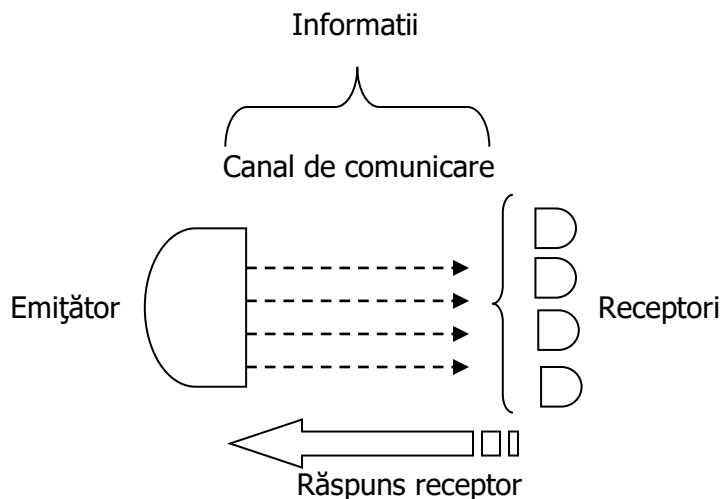 Informatii
Canal de comunicare
Emiţător
Receptori
Răspuns receptor